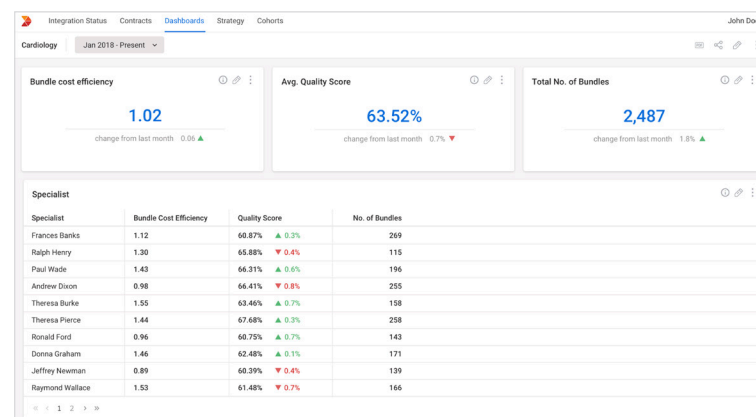 Integration Status Contracts Dashboards Strategy Cohorts John Do
Cardiology Jan 2018 - Present
Bundle cost efficiency Avg. Quality Score Total No. of Bundles
1.02 63.52% 2,487
change from last month 0.06 ▲ change from last month 0.7% ▼ change from last month 1.8% ▲
Specialist
Specialist Bundle Cost Efficiency Quality Score No. of Bundles
Frances Banks 1.12 60.87% ▲ 0.3% 269
Ralph Henry 1.30 65.88% ▼ 0.4% 115
Paul Wade 1.43 66.31% ▲ 0.6% 196
Andrew Dixon 0.98 66.41% ▼ 0.8% 255
Theresa Burke 1.55 63.46% ▲ 0.7% 158
Theresa Pierce 1.44 67.68% ▲ 0.3% 258
Ronald Ford 0.96 60.75% ▲ 0.7% 143
Donna Graham 1.46 62.48% ▲ 0.1% 171
Jeffrey Newman 0.89 60.39% ▼ 0.4% 139
Raymond Wallace 1.53 61.48% ▼ 0.7% 166
« ‹ 1 2 › »